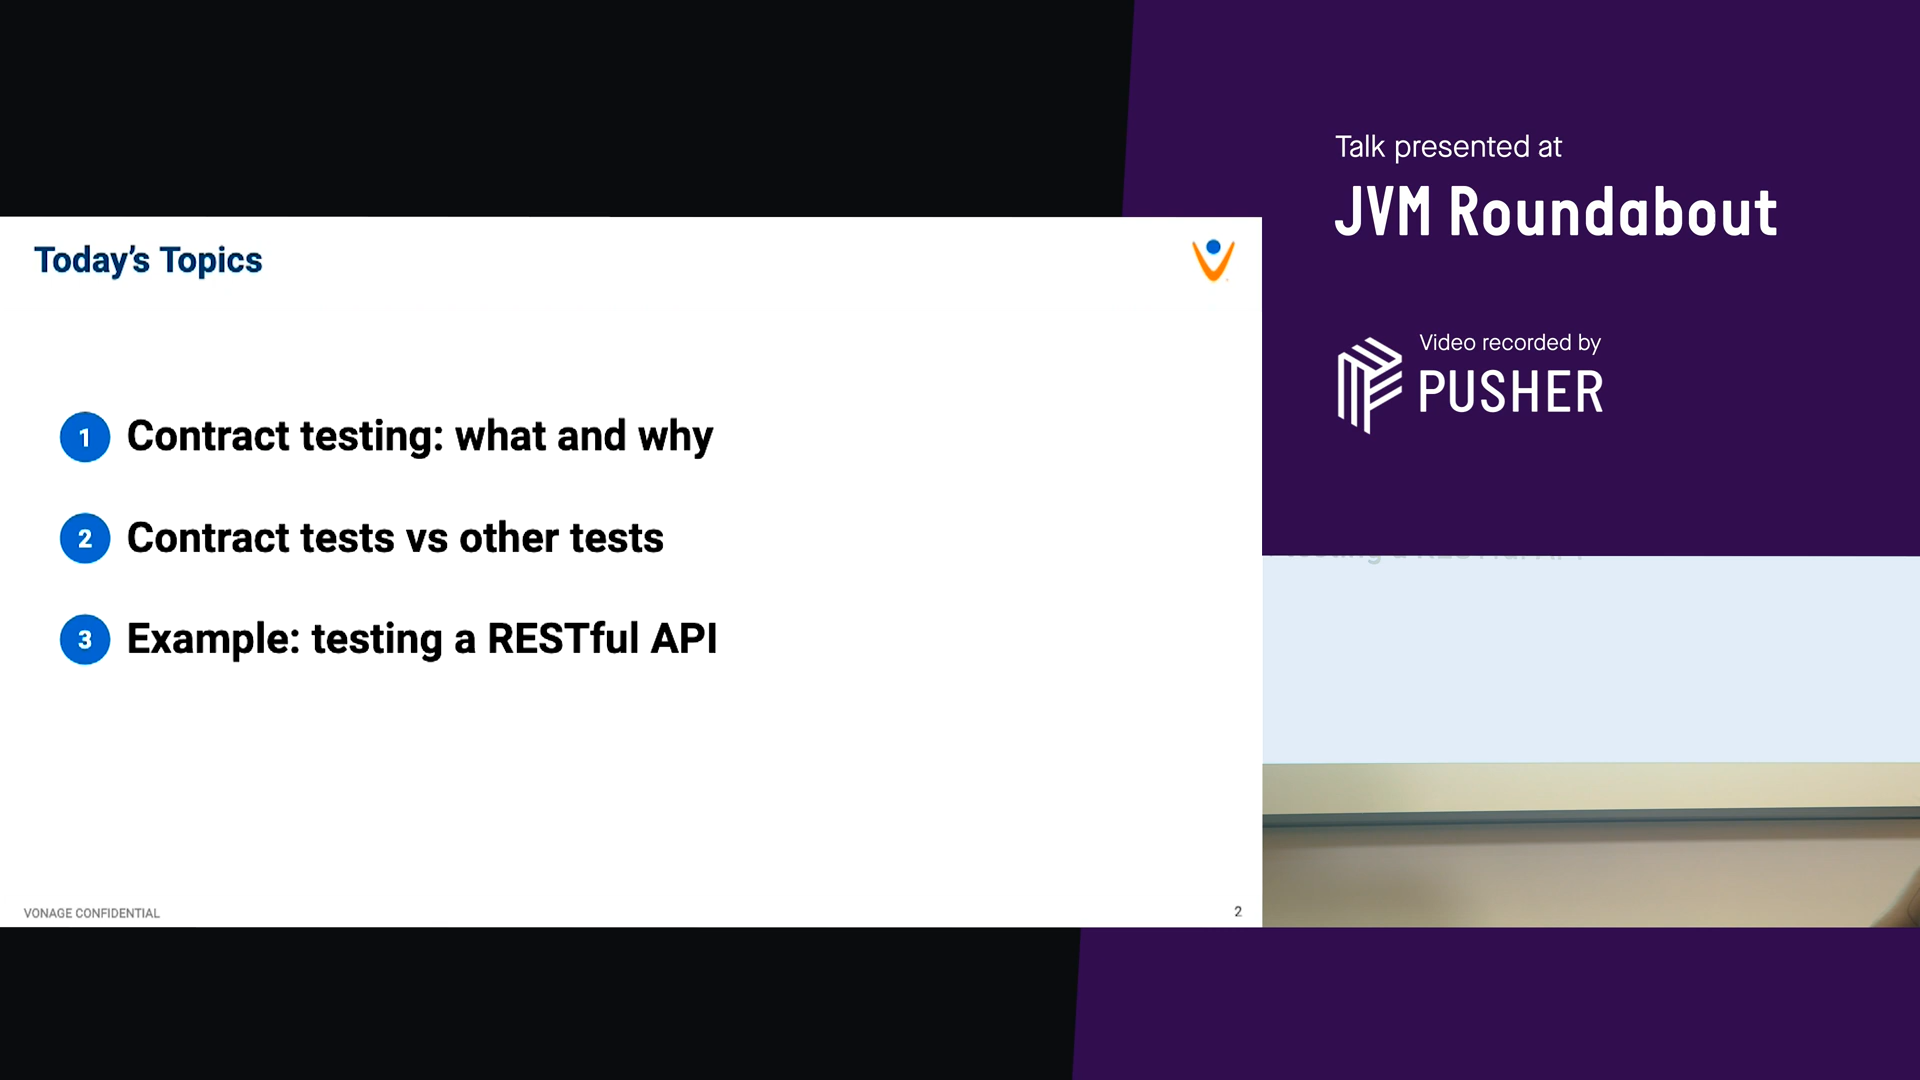 Today's Topics
1 Contract testing: what and why
2 Contract tests vs other tests
3 Example: testing a RESTful API
VONAGE CONFIDENTIAL
2
Talk presented at
JVM Roundabout
Video recorded by
PUSHER